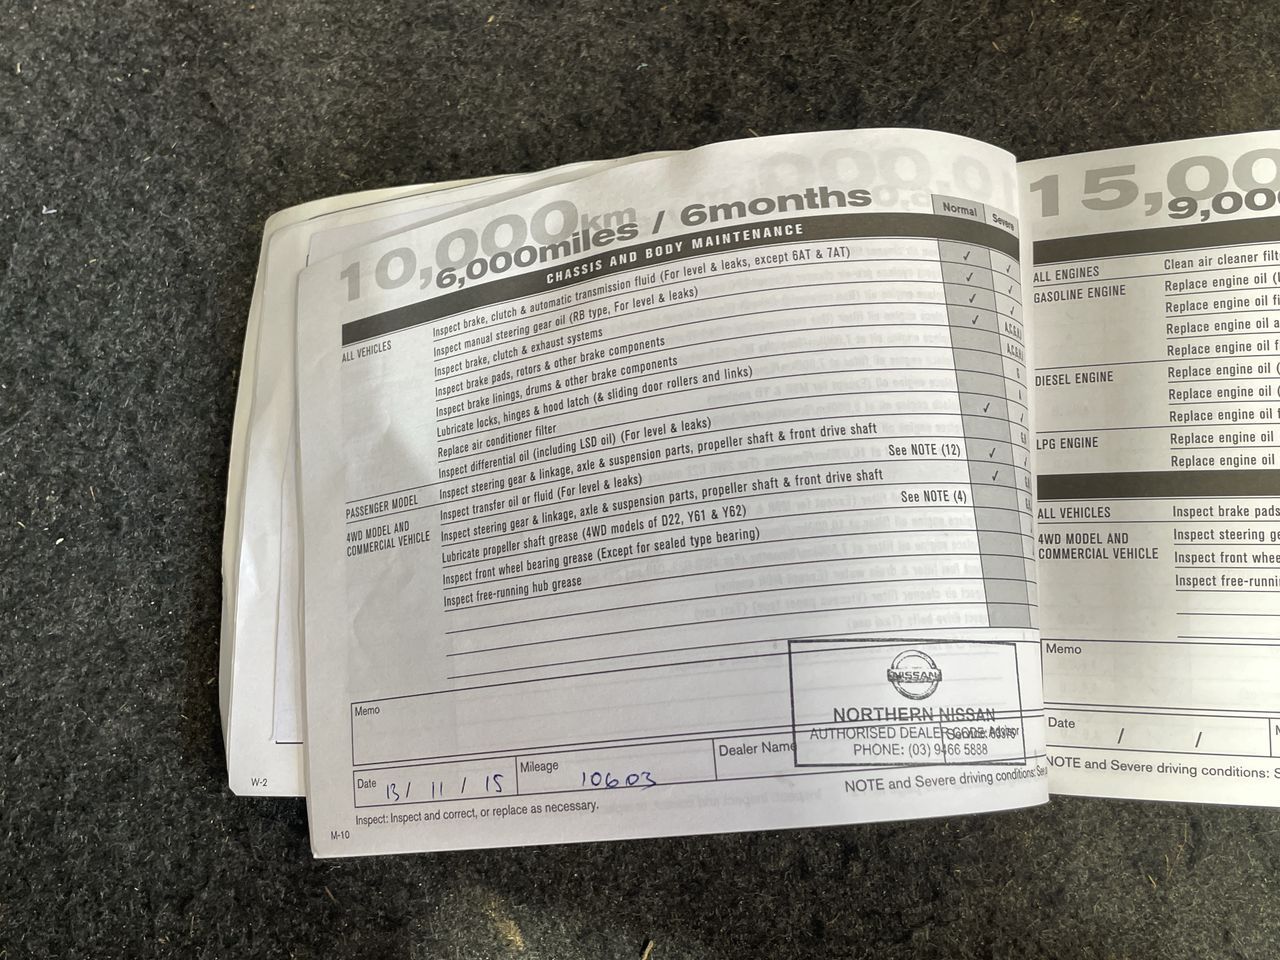 10,000km
6,000miles / 6months
Normal
Severe
CHASSIS AND BODY MAINTENANCE
ALL VEHICLES
Inspect brake, clutch & automatic transmission fluid (For level & leaks, except 6AT & 7AT)
Inspect manual steering gear oil (RB type, For level & leaks)
Inspect brake, clutch & exhaust systems
Inspect brake pads, rotors & other brake components
Inspect brake linings, drums & other brake components
Lubricate locks, hinges & hood latch (& sliding door rollers and links)
Replace air conditioner filter
Inspect differential oil (including LSD oil) (For level & leaks)
PASSENGER MODEL
Inspect steering gear & linkage, axle & suspension parts, propeller shaft & front drive shaft
4WD MODEL AND
COMMERCIAL VEHICLE
Inspect transfer oil or fluid (For level & leaks)
See NOTE (12)
Inspect steering gear & linkage, axle & suspension parts, propeller shaft & front drive shaft
Lubricate propeller shaft grease (4WD models of D22, Y61 & Y62)
See NOTE (4)
Inspect front wheel bearing grease (Except for sealed type bearing)
Inspect free-running hub grease
Memo
NISSAN
NORTHERN NISSAN
AUTHORISED DEALER CODE:
PHONE: (03) 9466 5888
Date 13 / 11 / 15
Mileage 10603
Dealer Name
Service Advisor
Inspect: Inspect and correct, or replace as necessary.
NOTE and Severe driving conditions: See
M-10
W-2
15,00
9,00
ALL ENGINES
Clean air cleaner filt
GASOLINE ENGINE
Replace engine oil (
Replace engine oil fi
Replace engine oil a
Replace engine oil f
DIESEL ENGINE
Replace engine oil (
Replace engine oil (
Replace engine oil f
LPG ENGINE
Replace engine oil
Replace engine oil
ALL VEHICLES
Inspect brake pads
4WD MODEL AND
COMMERCIAL VEHICLE
Inspect steering ge
Inspect front whee
Inspect free-runnin
Memo
Date / /
NOTE and Severe driving conditions: S